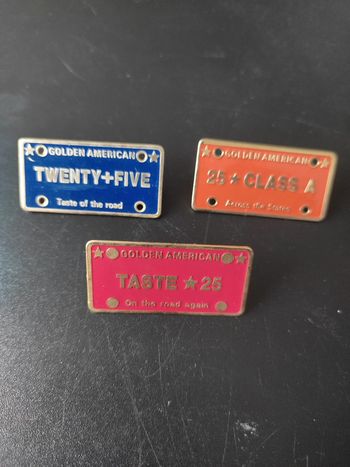 ★ GOLDEN AMERICAN ★
TWENTY+FIVE
Taste of the road
★ GOLDEN AMERICAN ★
25 ★ CLASS A
Across the States
★ GOLDEN AMERICAN ★
TASTE ★ 25
On the road again